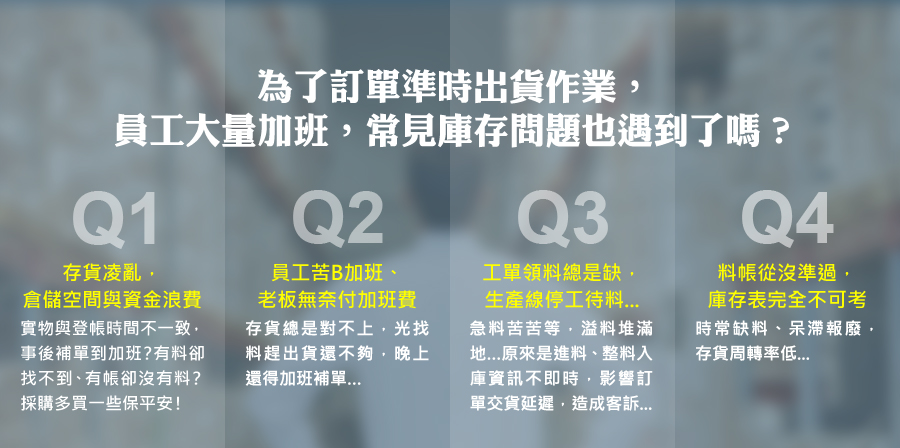 為了訂單準時出貨作業，
員工大量加班，常見庫存問題也遇到了嗎？
Q1
存貨凌亂，
倉儲空間與資金浪費
實物與登帳時間不一致，
事後補單到加班？有料卻
找不到、有帳卻沒有料？
採購多買一些保平安！
Q2
員工苦B加班、
老板無奈付加班費
存貨總是對不上，光找
料趕出貨還不夠，晚上
還得加班補單...
Q3
工單領料總是缺，
生產線停工待料...
急料苦苦等，溢料堆滿
地...原來是進料、整料入
庫資訊不即時，影響訂
單交貨延遲，造成客訴...
Q4
料帳從沒準過，
庫存表完全不可考
時常缺料、呆滯報廢，
存貨周轉率低...